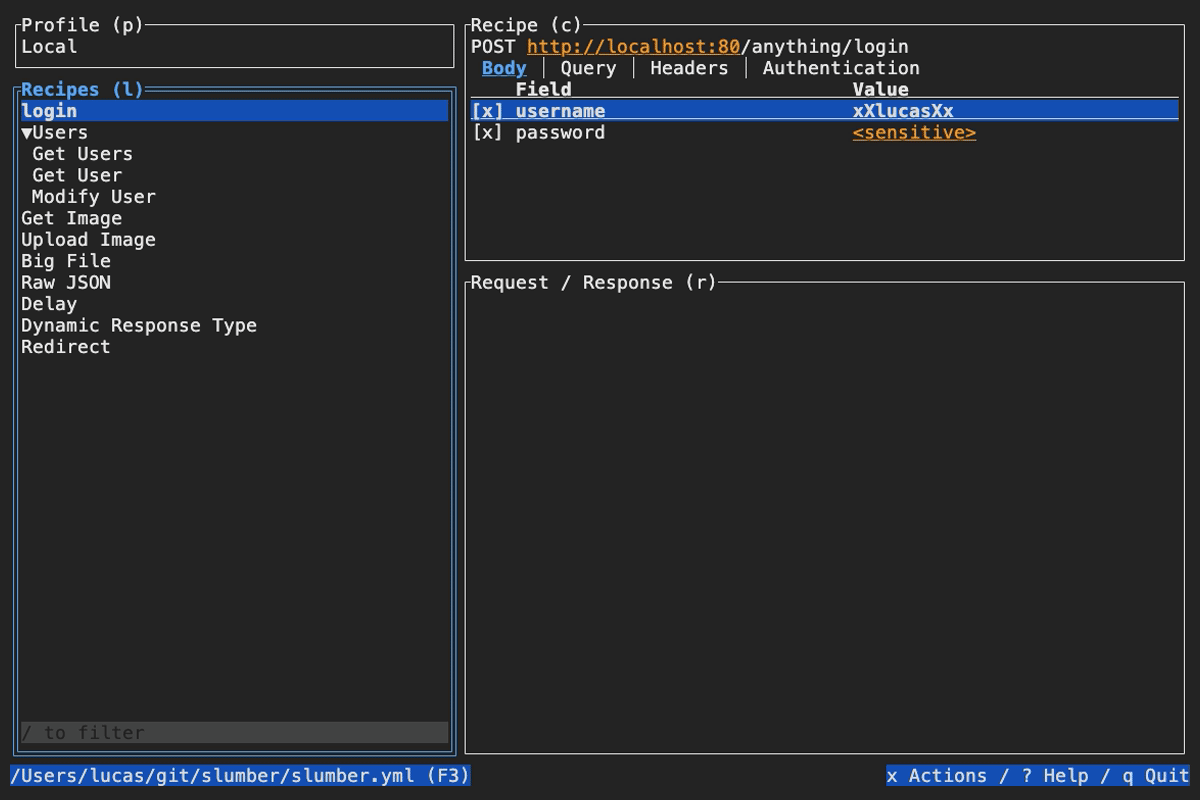 Profile (p)
Local
Recipes (l)
login
▼Users
Get Users
Get User
Modify User
Get Image
Upload Image
Big File
Raw JSON
Delay
Dynamic Response Type
Redirect
/ to filter
Recipe (c)
POST http://localhost:80/anything/login
Body │ Query │ Headers │ Authentication
Field Value
[x] username xXlucasXx
[x] password <sensitive>
Request / Response (r)
/Users/lucas/git/slumber/slumber.yml (F3)
x Actions / ? Help / q Quit